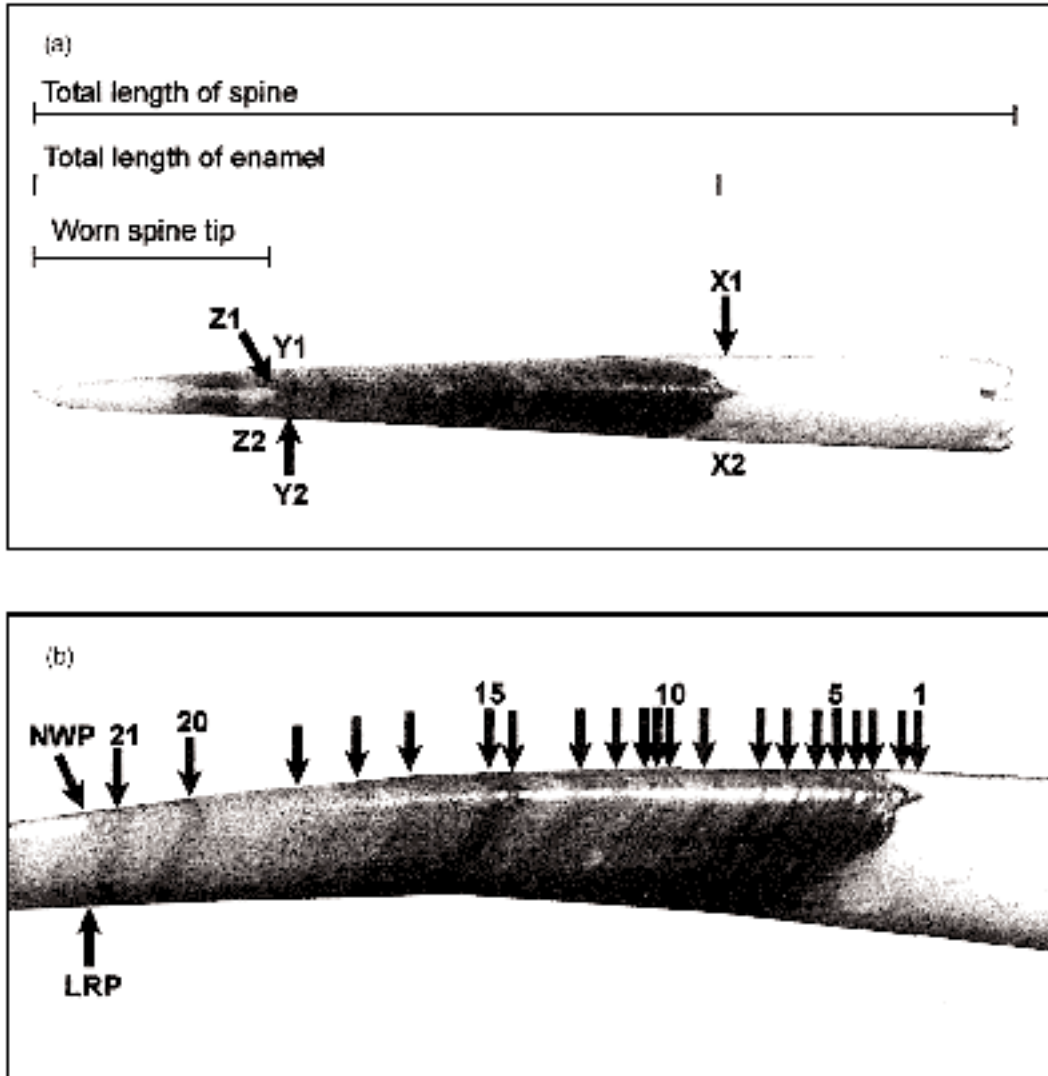 (a)
Total length of spine
Total length of enamel
Worn spine tip
X1
Z1
Y1
Z2
X2
Y2
(b)
15 10 5 1
20
NWP 21
LRP